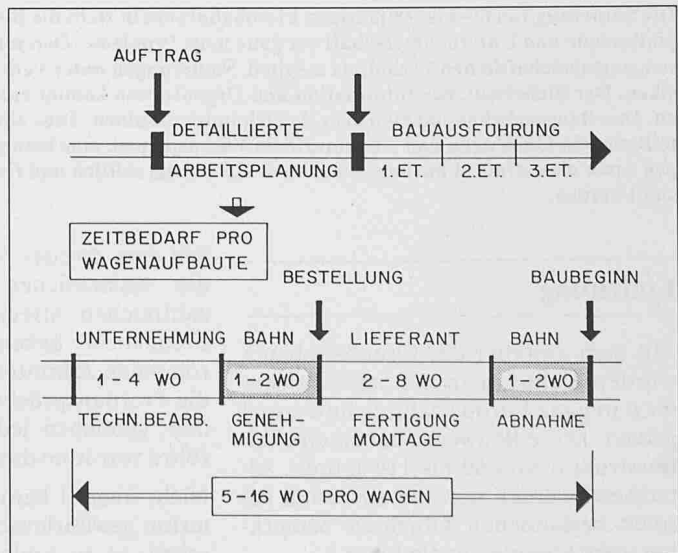 AUFTRAG
DETAILLIERTE BAUAUSFÜHRUNG
ARBEITSPLANUNG 1.ET. 2.ET. 3.ET.
ZEITBEDARF PRO
WAGENAUFBAUTE
BESTELLUNG BAUBEGINN
UNTERNEHMUNG BAHN LIEFERANT BAHN
1-4 WO 1-2 WO 2-8 WO 1-2 WO
TECHN.BEARB. GENEH- FERTIGUNG ABNAHME
MIGUNG MONTAGE
5-16 WO PRO WAGEN